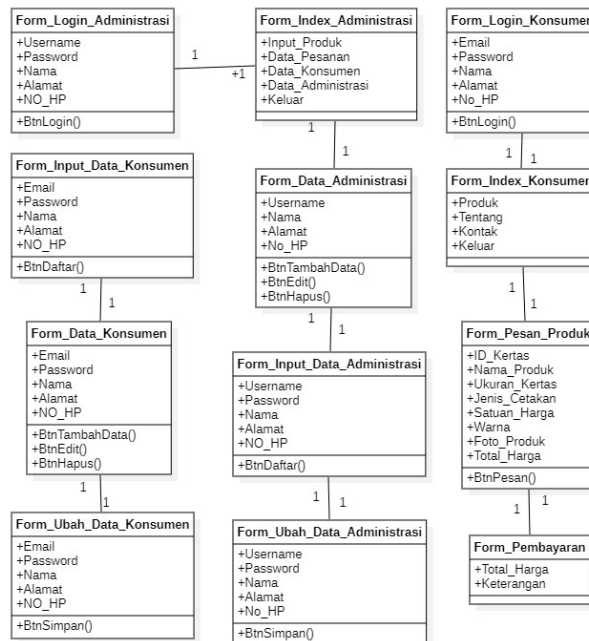 Form_Login_Administrasi
+Username
+Password
+Nama
+Alamat
+NO_HP
+BtnLogin()
1
+1
Form_Index_Administrasi
+Input_Produk
+Data_Pesanan
+Data_Konsumen
+Data_Administrasi
+Keluar
1
1
Form_Login_Konsumen
+Email
+Password
+Nama
+Alamat
+No_HP
+BtnLogin()
1
1
Form_Input_Data_Konsumen
+Email
+Password
+Nama
+Alamat
+NO_HP
+BtnDaftar()
1
1
Form_Data_Administrasi
+Username
+Nama
+Alamat
+No_HP
+BtnTambahData()
+BtnEdit()
+BtnHapus()
1
1
Form_Index_Konsumen
+Produk
+Tentang
+Kontak
+Keluar
1
1
Form_Data_Konsumen
+Email
+Password
+Nama
+Alamat
+NO_HP
+BtnTambahData()
+BtnEdit()
+BtnHapus()
1
1
Form_Input_Data_Administrasi
+Username
+Password
+Nama
+Alamat
+NO_HP
+BtnDaftar()
1
1
Form_Pesan_Produk
+ID_Kertas
+Nama_Produk
+Ukuran_Kertas
+Jenis_Cetakan
+Satuan_Harga
+Warna
+Foto_Produk
+Total_Harga
+BtnPesan()
1
1
Form_Ubah_Data_Konsumen
+Email
+Password
+Nama
+Alamat
+NO_HP
+BtnSimpan()
Form_Ubah_Data_Administrasi
+Username
+Password
+Nama
+Alamat
+No_HP
+BtnSimpan()
Form_Pembayaran
+Total_Harga
+Keterangan